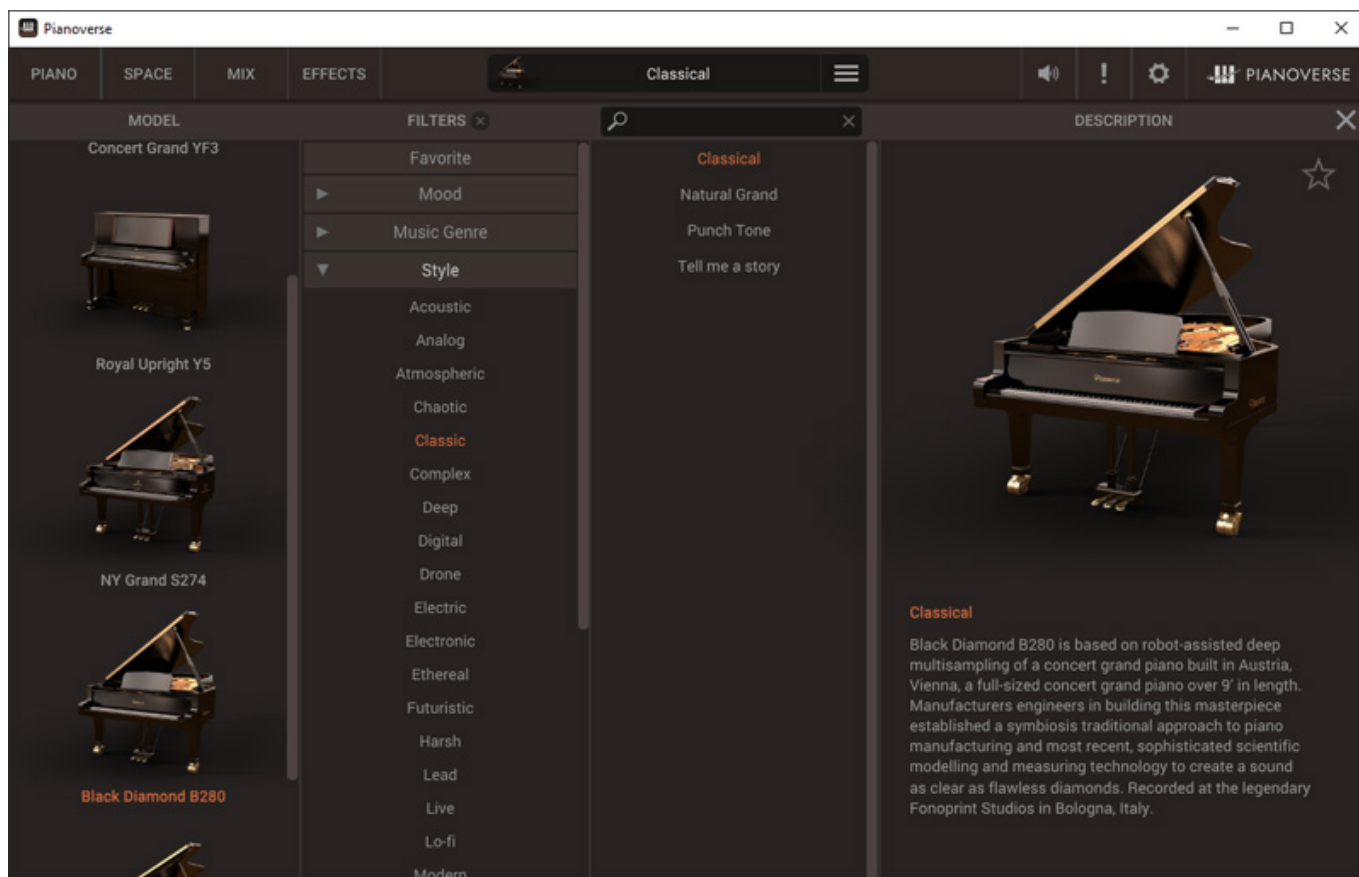 Pianoverse
PIANO SPACE MIX EFFECTS Classical PIANOVERSE
MODEL FILTERS DESCRIPTION
Concert Grand YF3
Royal Upright Y5
NY Grand S274
Black Diamond B280
Favorite
Mood
Music Genre
Style
Acoustic
Analog
Atmospheric
Chaotic
Classic
Complex
Deep
Digital
Drone
Electric
Electronic
Ethereal
Futuristic
Harsh
Lead
Live
Lo-fi
Modern
Classical
Natural Grand
Punch Tone
Tell me a story
Classical
Black Diamond B280 is based on robot-assisted deep
multisampling of a concert grand piano built in Austria,
Vienna, a full-sized concert grand piano over 9' in length.
Manufacturers engineers in building this masterpiece
established a symbiosis traditional approach to piano
manufacturing and most recent, sophisticated scientific
modelling and measuring technology to create a sound
as clear as flawless diamonds. Recorded at the legendary
Fonoprint Studios in Bologna, Italy.